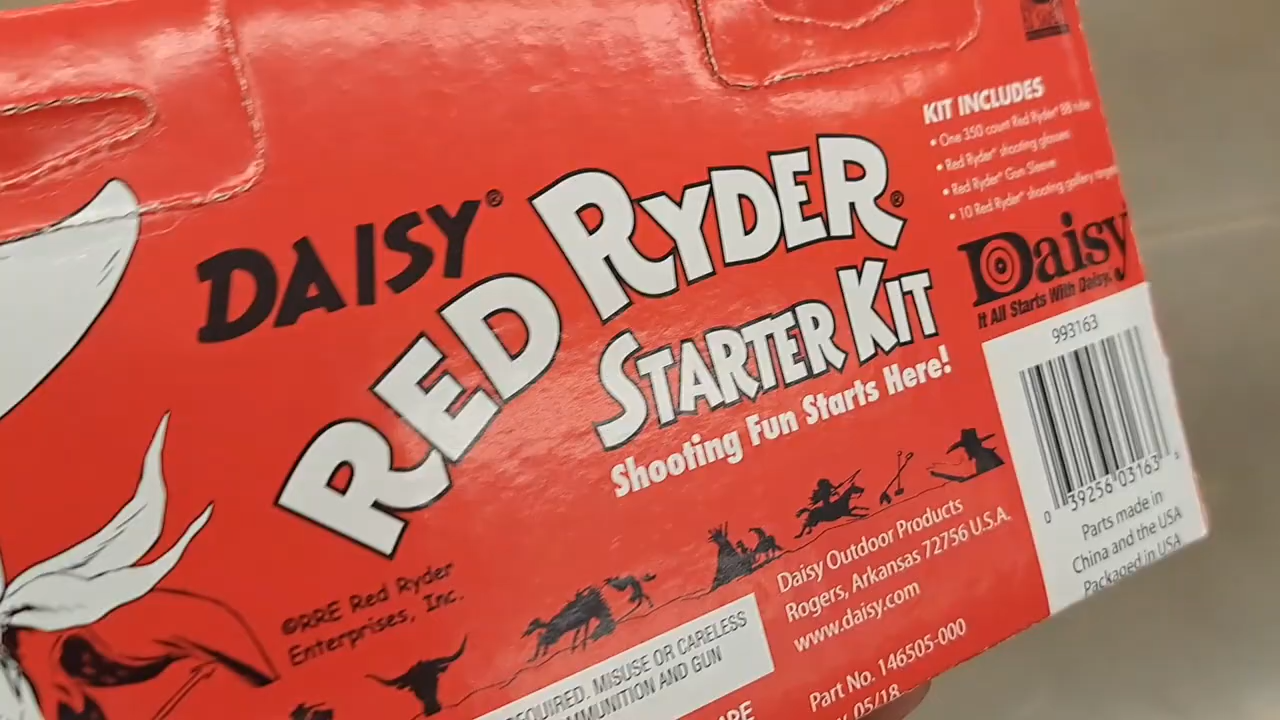 DAISY®
RED RYDER®
STARTER KIT
Shooting Fun Starts Here!
KIT INCLUDES
• One 350 count Red Ryder® BB tube
• Red Ryder® shooting glasses
• Red Ryder® Gun Sleeve
• 10 Red Ryder® shooting gallery targets
Daisy
It All Starts With Daisy.
993163
0 39256 03163
Parts made in
China and the USA
Packaged in USA
©RRE Red Ryder
Enterprises, Inc.
Daisy Outdoor Products
Rogers, Arkansas 72756 U.S.A.
www.daisy.com
Part No. 146505-000
05/18
REQUIRED. MISUSE OR CARELESS
AMMUNITION AND GUN